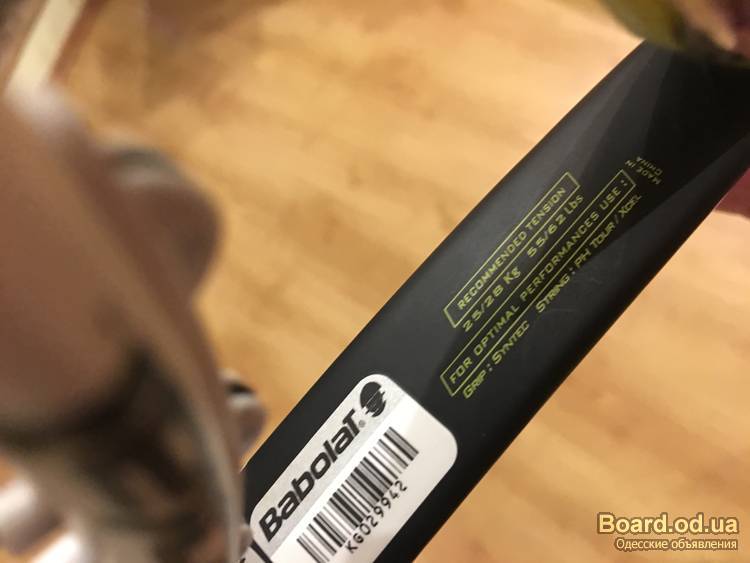 MADE IN
CHINA
RECOMMENDED TENSION
25/28 Kg 55/62 Lbs
FOR OPTIMAL PERFORMANCES USE :
GRIP : SYNTEC STRING : PH TOUR / XCEL
BabolaT
KG029942
Board.od.ua
Одесские объявления